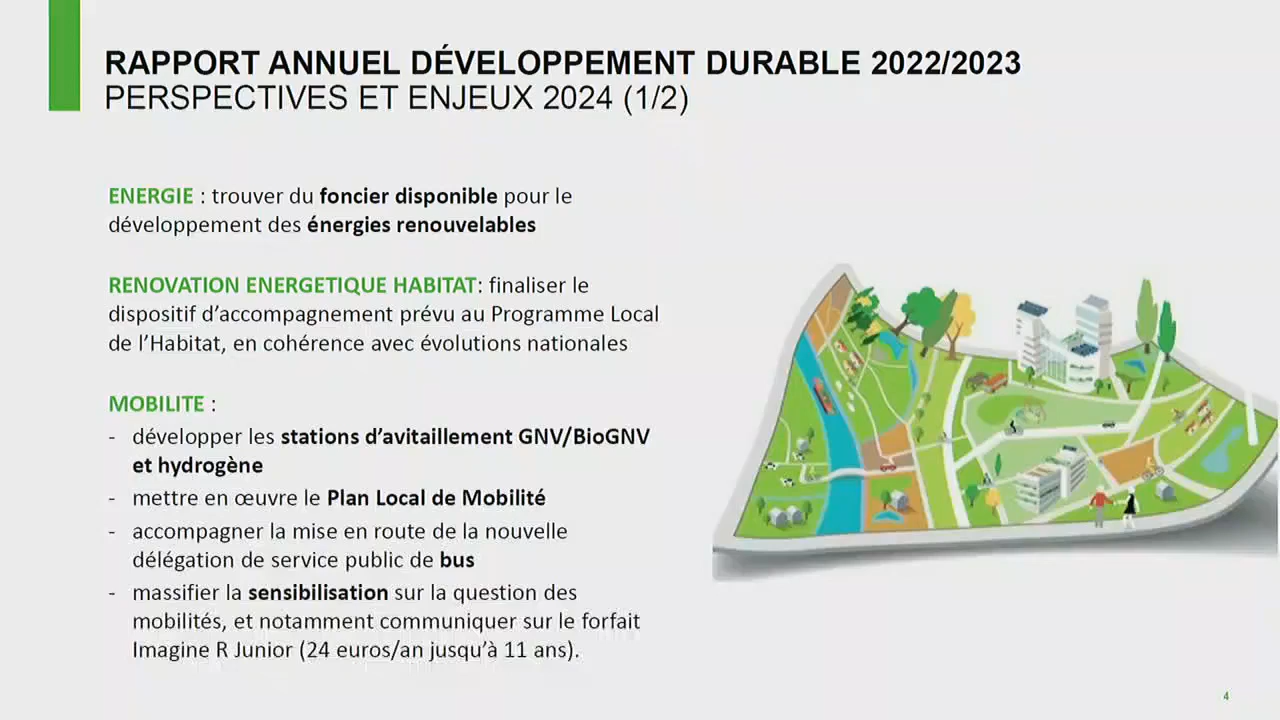 RAPPORT ANNUEL DÉVELOPPEMENT DURABLE 2022/2023
PERSPECTIVES ET ENJEUX 2024 (1/2)
ENERGIE : trouver du foncier disponible pour le
développement des énergies renouvelables
RENOVATION ENERGETIQUE HABITAT: finaliser le
dispositif d’accompagnement prévu au Programme Local
de l’Habitat, en cohérence avec évolutions nationales
MOBILITE :
- développer les stations d’avitaillement GNV/BioGNV
et hydrogène
- mettre en œuvre le Plan Local de Mobilité
- accompagner la mise en route de la nouvelle
délégation de service public de bus
- massifier la sensibilisation sur la question des
mobilités, et notamment communiquer sur le forfait
Imagine R Junior (24 euros/an jusqu’à 11 ans).
4